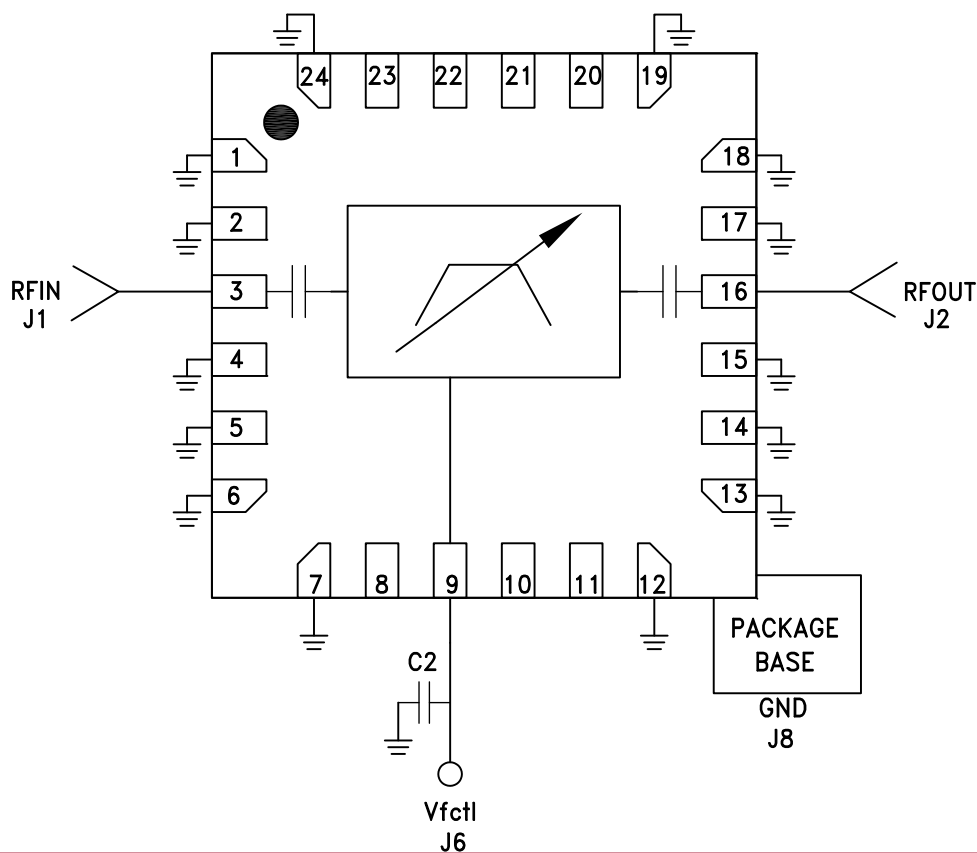 24 23 22 21 20 19
1 18
2 17
RFIN 3 16 RFOUT
J1 J2
4 15
5 14
6 13
7 8 9 10 11 12
PACKAGE
BASE
C2
GND
J8
Vfctl
J6